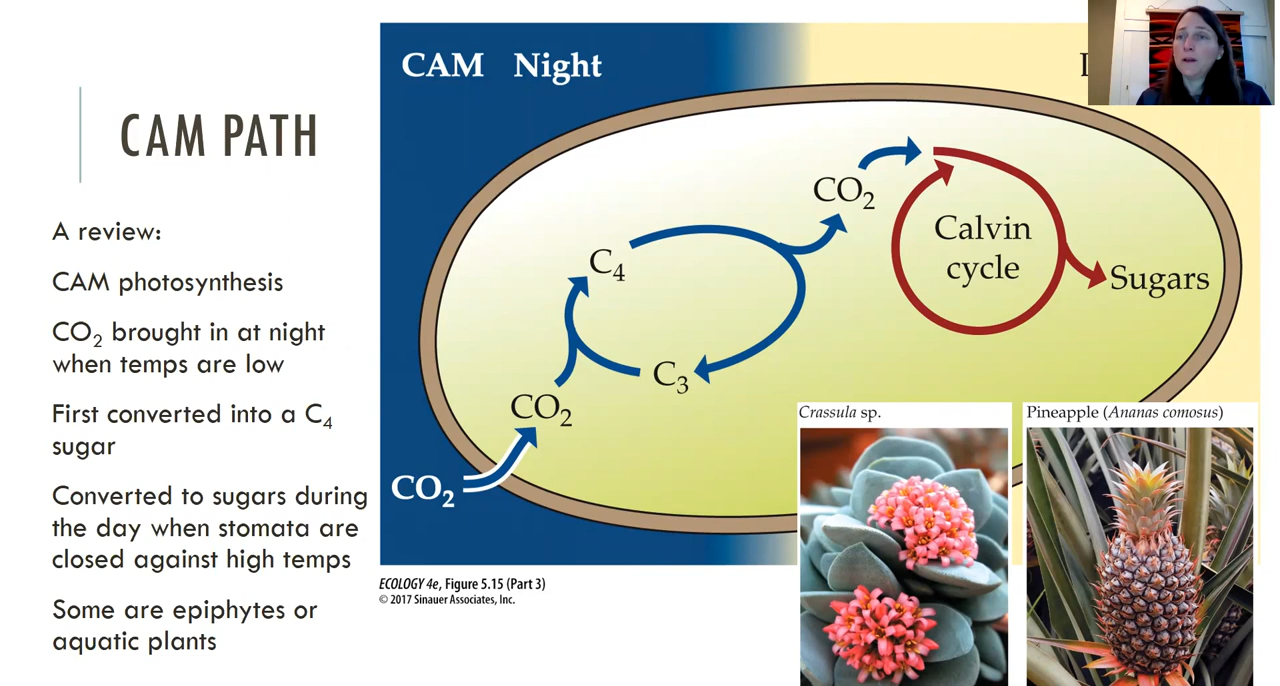 CAM PATH
A review:
CAM photosynthesis
CO₂ brought in at night
when temps are low
First converted into a C₄
sugar
Converted to sugars during
the day when stomata are
closed against high temps
Some are epiphytes or
aquatic plants
CAM Night
CO₂
C₄
Calvin
cycle
Sugars
C₃
CO₂
CO₂
Crassula sp.
Pineapple (Ananas comosus)
ECOLOGY 4e, Figure 5.15 (Part 3)
© 2017 Sinauer Associates, Inc.